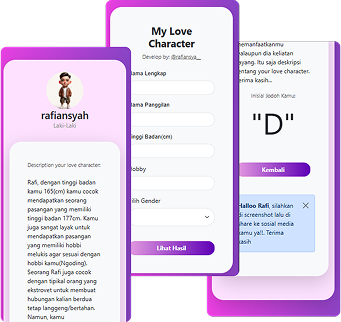 rafiansyah
Laki-Laki
Description your love character:
Rafi, dengan tinggi badan
kamu 165(cm) kamu cocok
mendapatkan seorang
pasangan yang memiliki
tinggi badan 177cm. Kamu
juga sangat layak untuk
mendapatkan pasangan
yang memiliki hobbi
melukis agar sesuai dengan
hobbi kamu(Ngoding).
Seorang Rafi juga cocok
dengan tipikal orang yang
ekstrovet untuk membuat
hubungan kalian berdua
tetap langgeng/bertahan.
Namun, kamu
My Love
Character
Develop by: @rafiansya__
Nama Lengkap
Nama Panggilan
Tinggi Badan(cm)
Hobby
Pilih Gender
Lihat Hasil
memanfaatkanmu
walaupun dia keliatan
sayang. Itu saja deskripsi
tentang your love character.
Terima kasih...
Inisial Jodoh Kamu:
"D"
Kembali
Halloo Rafi, silahkan
di screenshot lalu di
share ke sosial media
kamu ya!!. Terima
kasih